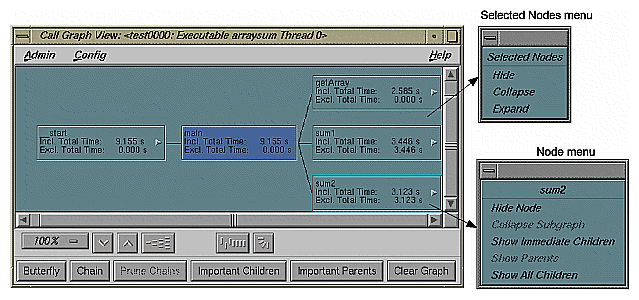 Selected Nodes menu
Call Graph View: <test0000: Executable arraysum Thread 0>
Admin Config Help
Selected Nodes
Hide
Collapse
Expand
getArray
Incl. Total Time: 2.585 s
Excl. Total Time: 0.000 s
__start
Incl. Total Time: 9.155 s
Excl. Total Time: 0.000 s
main
Incl. Total Time: 9.155 s
Excl. Total Time: 0.000 s
sum1
Incl. Total Time: 3.446 s
Excl. Total Time: 3.446 s
sum2
Incl. Total Time: 3.123 s
Excl. Total Time: 3.123 s
Node menu
sum2
Hide Node
Collapse Subgraph
Show Immediate Children
Show Parents
Show All Children
100%
Butterfly Chain Prune Chains Important Children Important Parents Clear Graph